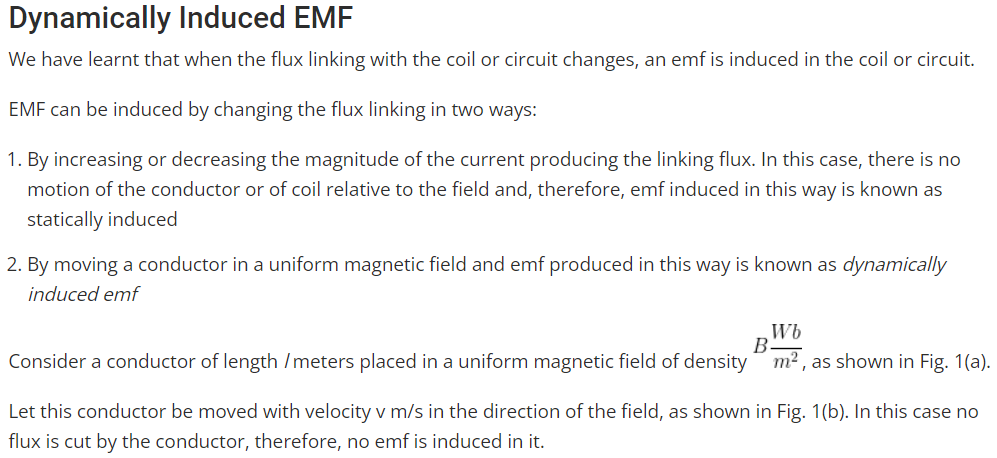 Dynamically Induced EMF
We have learnt that when the flux linking with the coil or circuit changes, an emf is induced in the coil or circuit.
EMF can be induced by changing the flux linking in two ways:
1. By increasing or decreasing the magnitude of the current producing the linking flux. In this case, there is no
motion of the conductor or of coil relative to the field and, therefore, emf induced in this way is known as
statically induced
2. By moving a conductor in a uniform magnetic field and emf produced in this way is known as dynamically
induced emf
Consider a conductor of length l meters placed in a uniform magnetic field of density B Wb/m², as shown in Fig. 1(a).
Let this conductor be moved with velocity v m/s in the direction of the field, as shown in Fig. 1(b). In this case no
flux is cut by the conductor, therefore, no emf is induced in it.